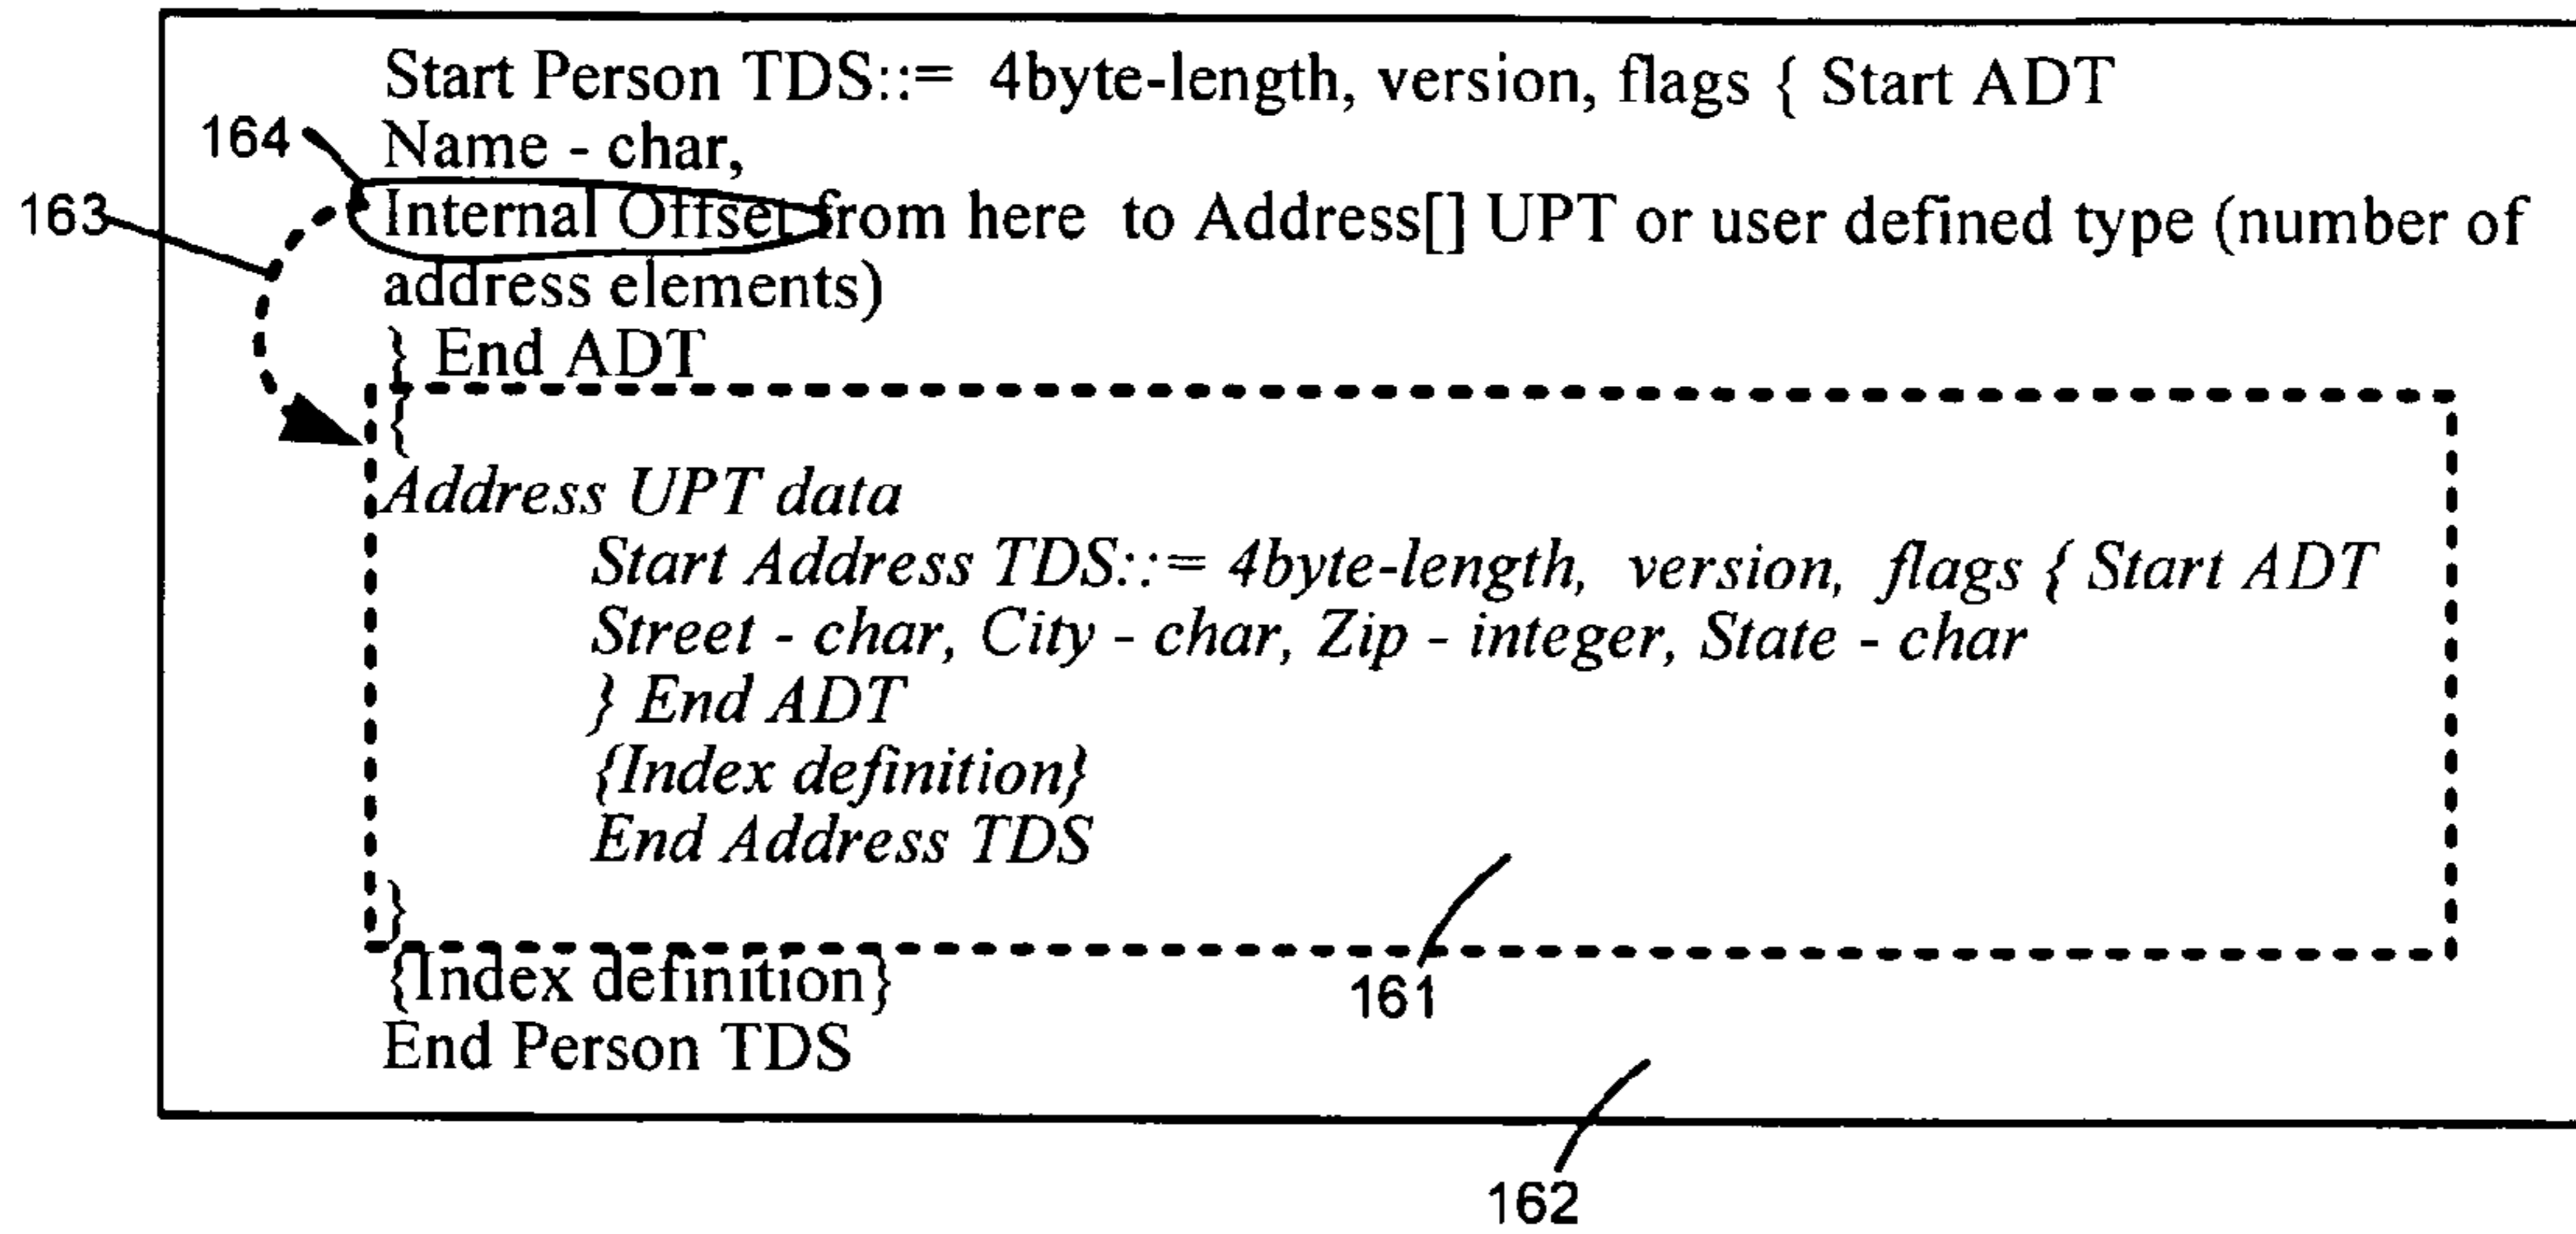 Start Person TDS::= 4byte-length, version, flags { Start ADT
164
Name - char,
163
Internal Offset from here to Address[] UPT or user defined type (number of
address elements)
} End ADT
{
Address UPT data
Start Address TDS::= 4byte-length, version, flags { Start ADT
Street - char, City - char, Zip - integer, State - char
} End ADT
{Index definition}
End Address TDS
}
{Index definition}
161
End Person TDS
162